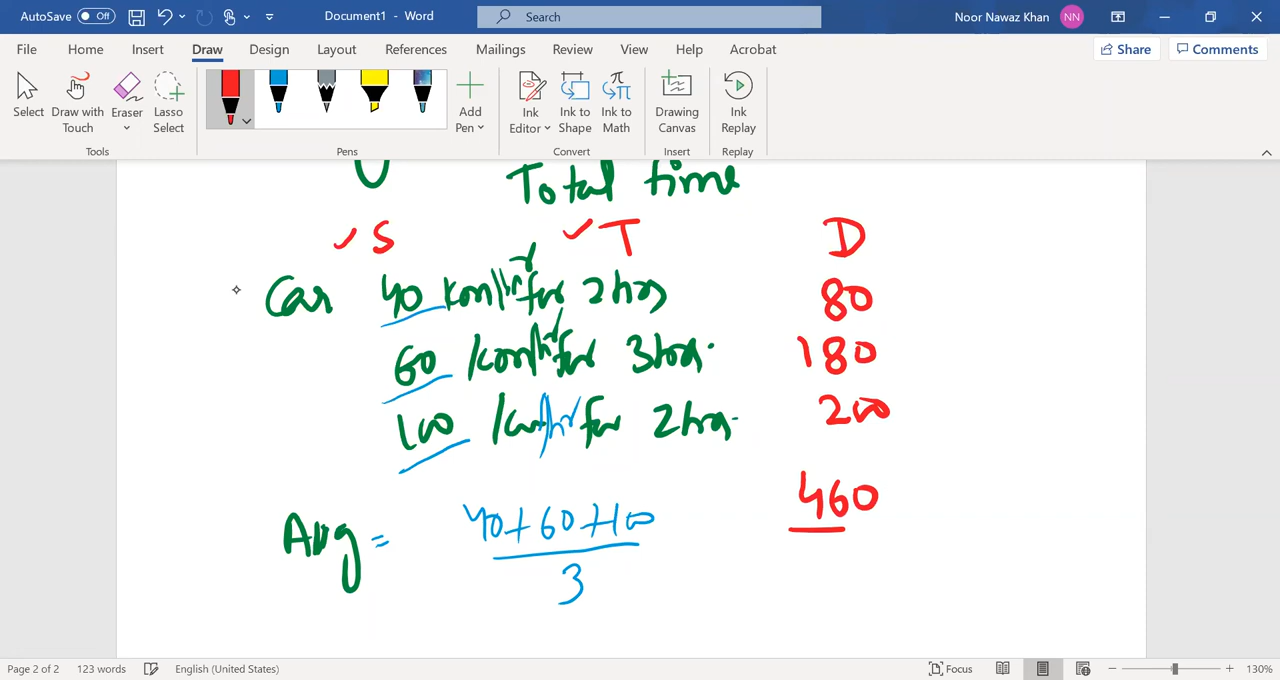 AutoSave Off Document1 - Word Search Noor Nawaz Khan NN
File Home Insert Draw Design Layout References Mailings Review View Help Acrobat Share Comments
Select Draw with Touch Eraser Lasso Select Add Pen Ink Editor Ink to Shape Ink to Math Drawing Canvas Ink Replay
Tools Pens Convert Insert Replay
Total time
S T D
Car 40 km/hr for 2 hrs 80
60 km/hr for 3 hrs. 180
100 km/hr for 2 hrs. 200
460
Avg = 40+60+100
3
Page 2 of 2 123 words English (United States) Focus 130%